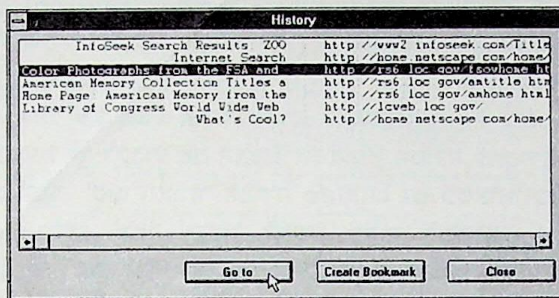 History
InfoSeek Search Results ZOO http //www2 infoseek.com/Title
Internet Search http //home netscape com/home/
Color Photographs from the FSA and http //rs6 loc gov/fsowhome ht
American Memory Collection Titles a http //rs6 loc gov/amtitle htm
Home Page American Memory from the http //rs6 loc gov/amhome html
Library of Congress World Wide Web http //lcweb loc gov/
What's Cool? http //home netscape com/home/
Go to Create Bookmark Close